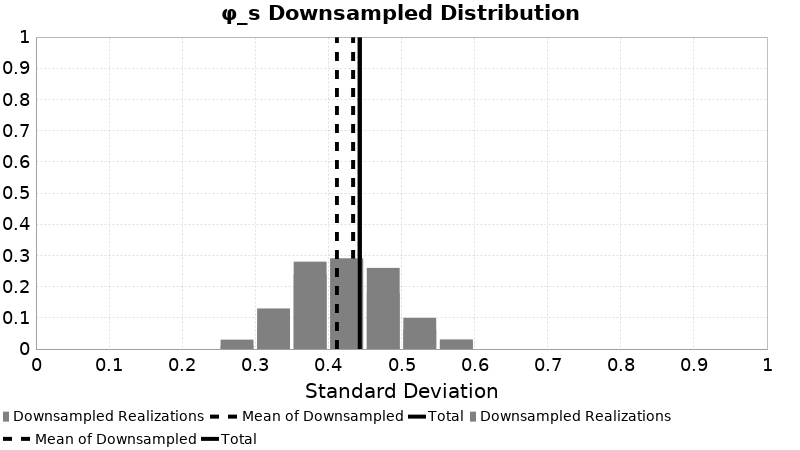 φ_s Downsampled Distribution
1
0.9
0.8
0.7
0.6
0.5
0.4
0.3
0.2
0.1
0
0 0.1 0.2 0.3 0.4 0.5 0.6 0.7 0.8 0.9 1
Standard Deviation
Downsampled Realizations Mean of Downsampled Total Downsampled Realizations
Mean of Downsampled Total